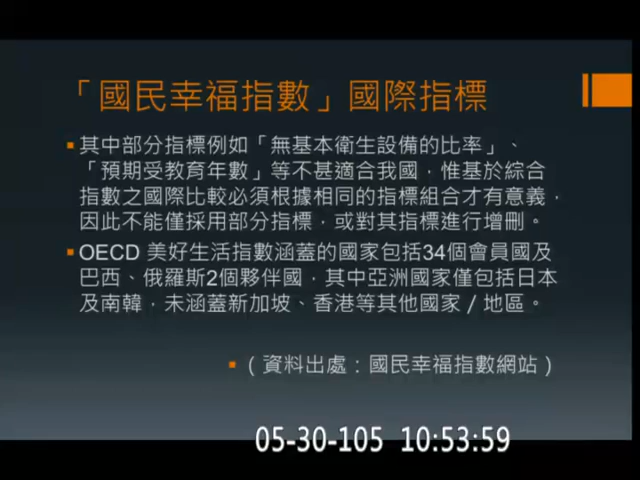 「國民幸福指數」國際指標
▪其中部分指標例如「無基本衛生設備的比率」、
「預期受教育年數」等不甚適合我國，惟基於綜合
指數之國際比較必須根據相同的指標組合才有意義，
因此不能僅採用部分指標，或對其指標進行增刪。
▪OECD 美好生活指數涵蓋的國家包括34個會員國及
巴西、俄羅斯2個夥伴國，其中亞洲國家僅包括日本
及南韓，未涵蓋新加坡、香港等其他國家／地區。
▪（資料出處：國民幸福指數網站）
05-30-105 10:53:59